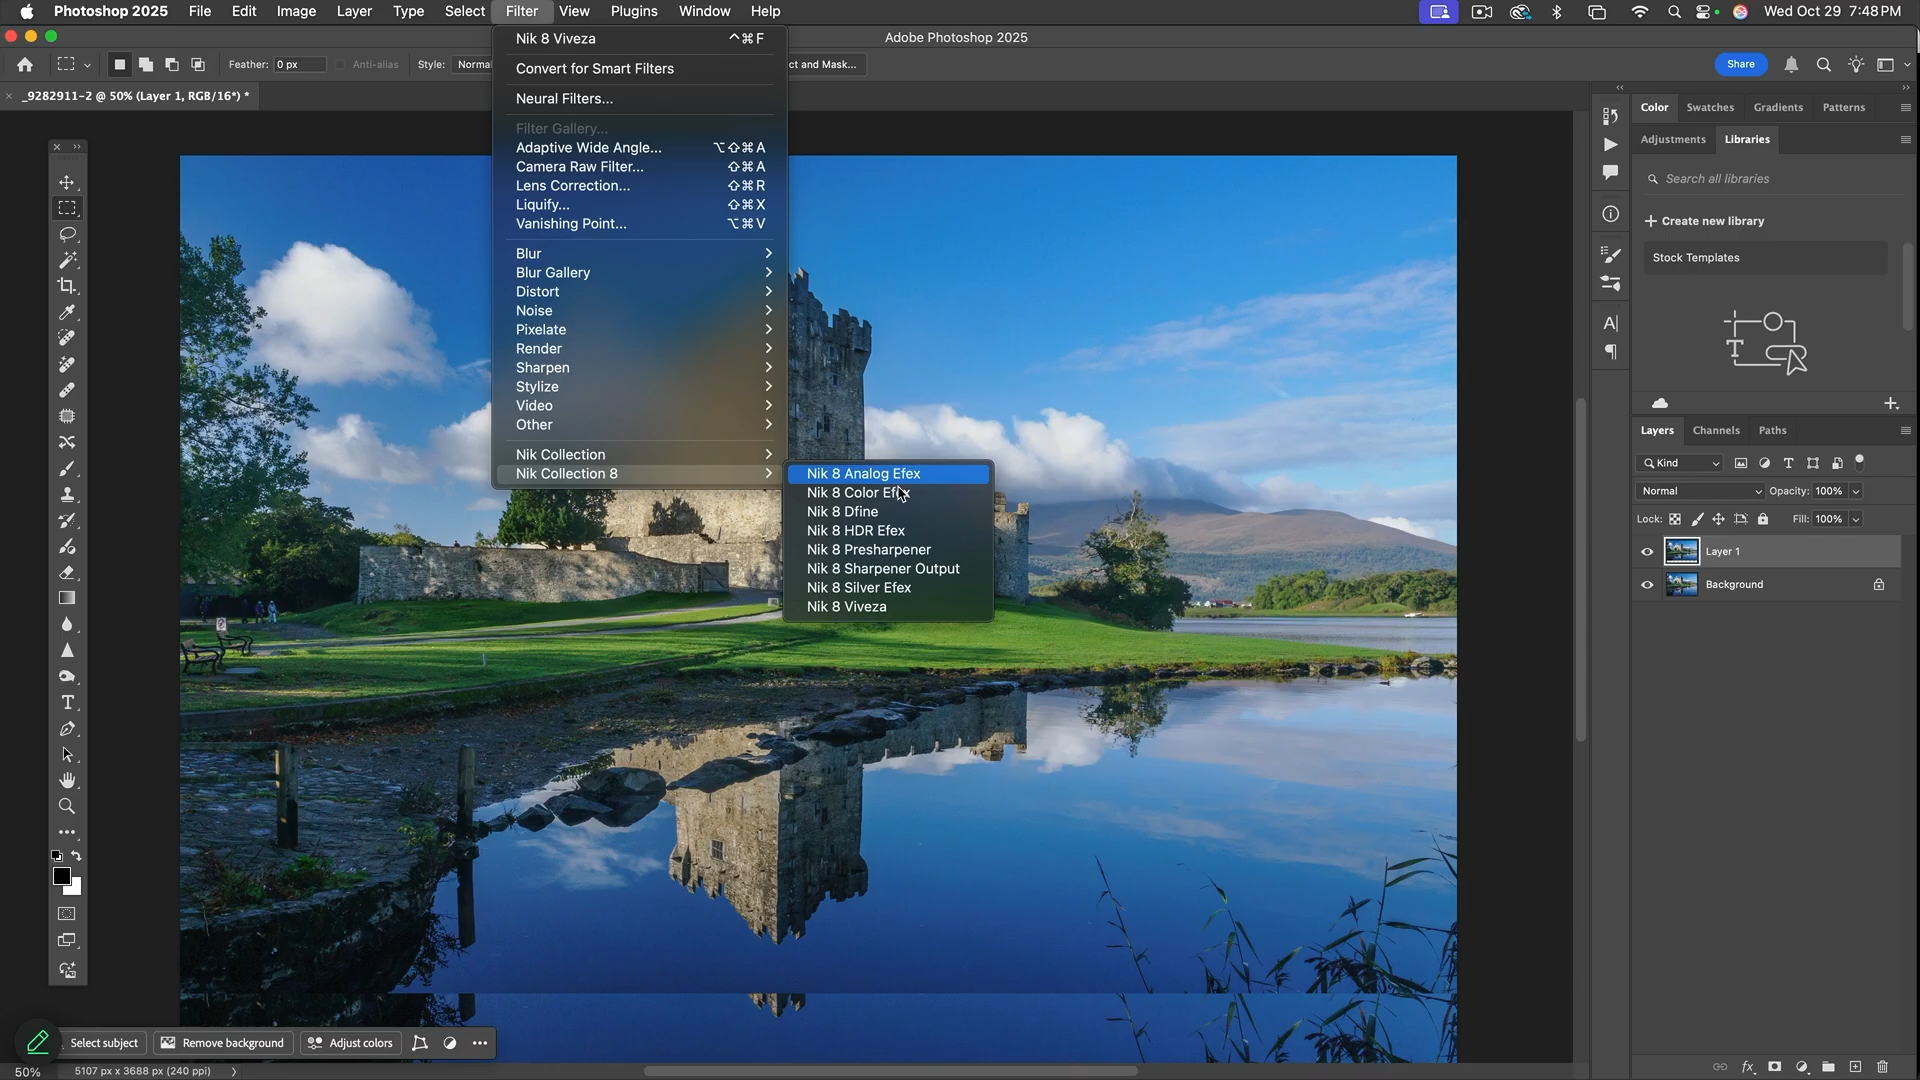 Photoshop 2025 File Edit Image Layer Type Select Filter View Plugins Window Help Wed Oct 29 7:48 PM
Adobe Photoshop 2025
Feather: 0 px Anti-alias Style: Normal ct and Mask... Share
_9282911-2 @ 50% (Layer 1, RGB/16*) *
Nik 8 Viveza ^⌘F
Convert for Smart Filters
Neural Filters...
Filter Gallery...
Adaptive Wide Angle... ⌥⇧⌘A
Camera Raw Filter... ⇧⌘A
Lens Correction... ⇧⌘R
Liquify... ⇧⌘X
Vanishing Point... ⌥⌘V
Blur
Blur Gallery
Distort
Noise
Pixelate
Render
Sharpen
Stylize
Video
Other
Nik Collection
Nik Collection 8
Nik 8 Analog Efex
Nik 8 Color Efex
Nik 8 Dfine
Nik 8 HDR Efex
Nik 8 Presharpener
Nik 8 Sharpener Output
Nik 8 Silver Efex
Nik 8 Viveza
Color Swatches Gradients Patterns
Adjustments Libraries
Search all libraries
Create new library
Stock Templates
Layers Channels Paths
Kind
Normal Opacity: 100%
Lock: Fill: 100%
Layer 1
Background
Select subject Remove background Adjust colors
50% 5107 px x 3688 px (240 ppi)